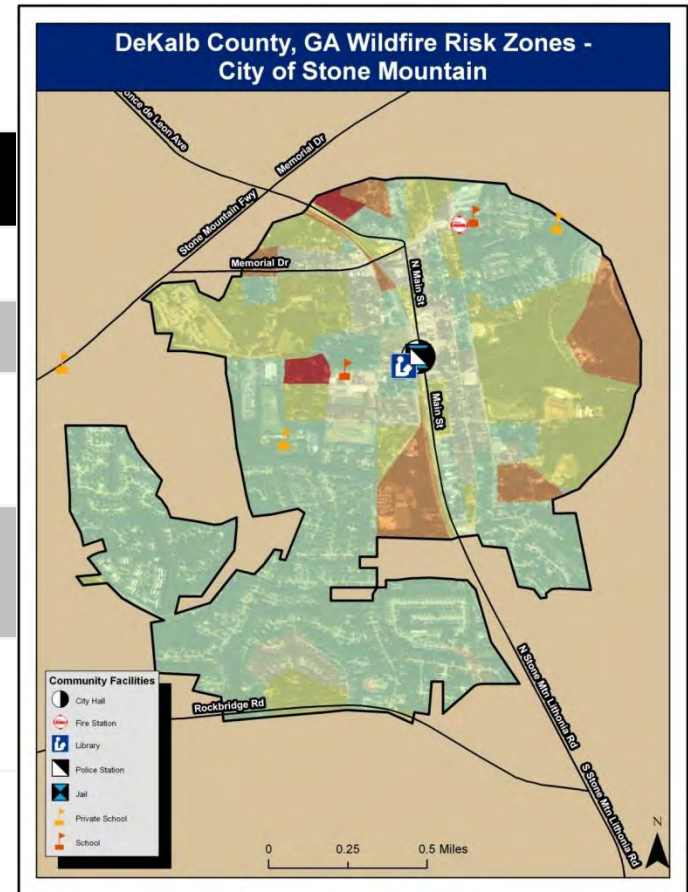 DeKalb County, GA Wildfire Risk Zones -
City of Stone Mountain
once de Leon Ave
Memorial Dr
Stone Mountain Fwy
Memorial Dr
N Main St
Main St
N Stone Mtn Lithonia Rd
S Stone Mtn Lithonia Rd
Rockbridge Rd
Community Facilities
City Hall
Fire Station
Library
Police Station
Jail
Private School
School
0 0.25 0.5 Miles
N